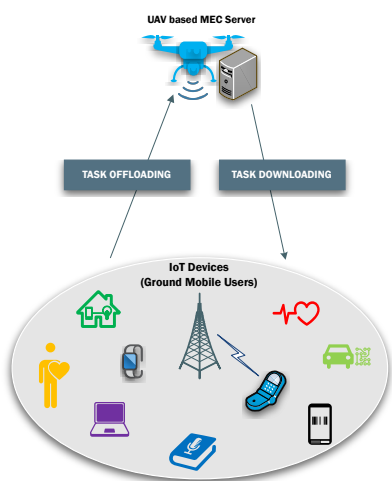 UAV based MEC Server
TASK OFFLOADING
TASK DOWNLOADING
IoT Devices
(Ground Mobile Users)